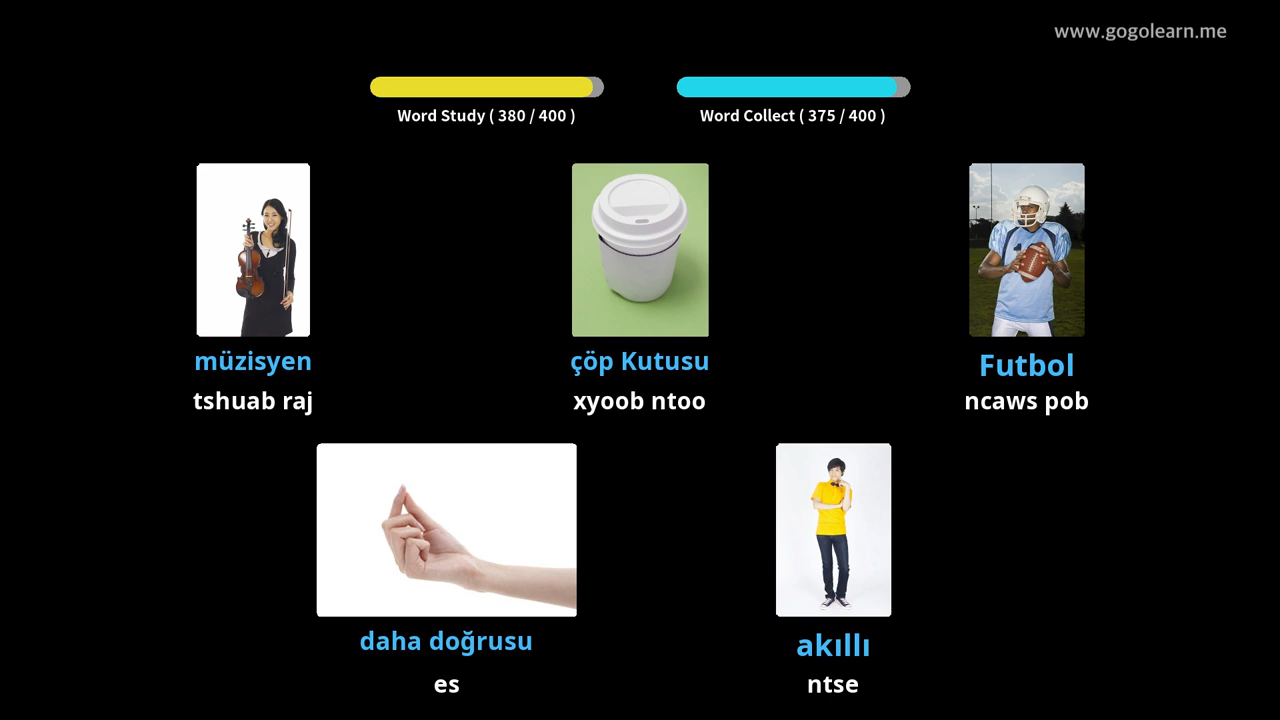 www.gogolearn.me
Word Study ( 380 / 400 )
Word Collect ( 375 / 400 )
müzisyen
çöp Kutusu
Futbol
tshuab raj
xyoob ntoo
ncaws pob
daha doğrusu
akıllı
es
ntse